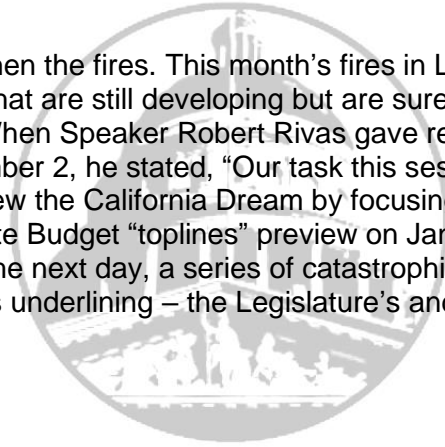 hen the fires. This month’s fires in L
hat are still developing but are sure
When Speaker Robert Rivas gave re
ber 2, he stated, “Our task this ses
ew the California Dream by focusing
te Budget “toplines” preview on Jan
he next day, a series of catastrophi
s underlining – the Legislature’s and